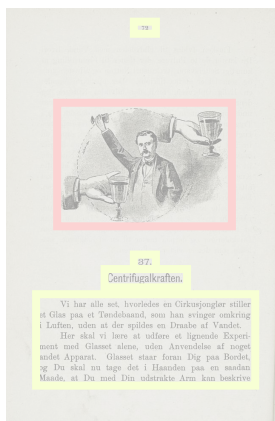 37.
Centrifugalkraften.
Vi har alle set, hvorledes en Cirkusjonglør stiller
et Glas paa et Tøndebaand, som han svinger omkring
i Luften, uden at der spildes en Draabe af Vandet.
Her skal vi lære at udføre et lignende Experi-
ment med Glasset alene, uden Anvendelse af noget
andet Apparat. Glasset staar foran Dig paa Bordet,
og Du skal nu tage det i Haanden paa en saadan
Maade, at Du med Din udstrakte Arm kan beskrive